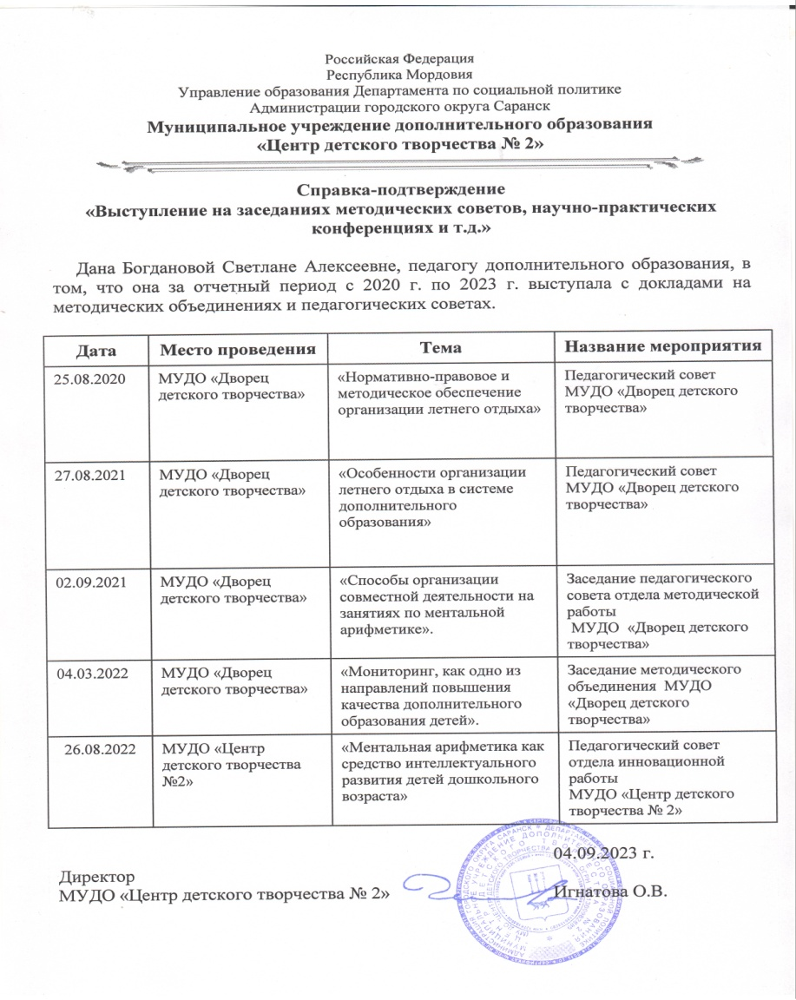 Российская Федерация
Республика Мордовия
Управление образования Департамента по социальной политике
Администрации городского округа Саранск
Муниципальное учреждение дополнительного образования
«Центр детского творчества № 2»
Справка-подтверждение
«Выступление на заседаниях методических советов, научно-практических
конференциях и т.д.»
Дана Богдановой Светлане Алексеевне, педагогу дополнительного образования, в
том, что она за отчетный период с 2020 г. по 2023 г. выступала с докладами на
методических объединениях и педагогических советах.
Дата
Место проведения
Тема
Название мероприятия
25.08.2020
МУДО «Дворец
детского творчества»
«Нормативно-правовое и
методическое обеспечение
организации летнего отдыха»
Педагогический совет
МУДО «Дворец детского
творчества»
27.08.2021
МУДО «Дворец
детского творчества»
«Особенности организации
летнего отдыха в системе
дополнительного
образования»
Педагогический совет
МУДО «Дворец детского
творчества»
02.09.2021
МУДО «Дворец
детского творчества»
«Способы организации
совместной деятельности на
занятиях по ментальной
арифметике».
Заседание педагогического
совета отдела методической
работы
МУДО «Дворец детского
творчества»
04.03.2022
МУДО «Дворец
детского творчества»
«Мониторинг, как одно из
направлений повышения
качества дополнительного
образования детей».
Заседание методического
объединения МУДО
«Дворец детского
творчества»
26.08.2022
МУДО «Центр
детского творчества
№2»
«Ментальная арифметика как
средство интеллектуального
развития детей дошкольного
возраста»
Педагогический совет
отдела инновационной
работы
МУДО «Центр детского
творчества № 2»
04.09.2023 г.
Директор
МУДО «Центр детского творчества № 2»
Игнатова О.В.